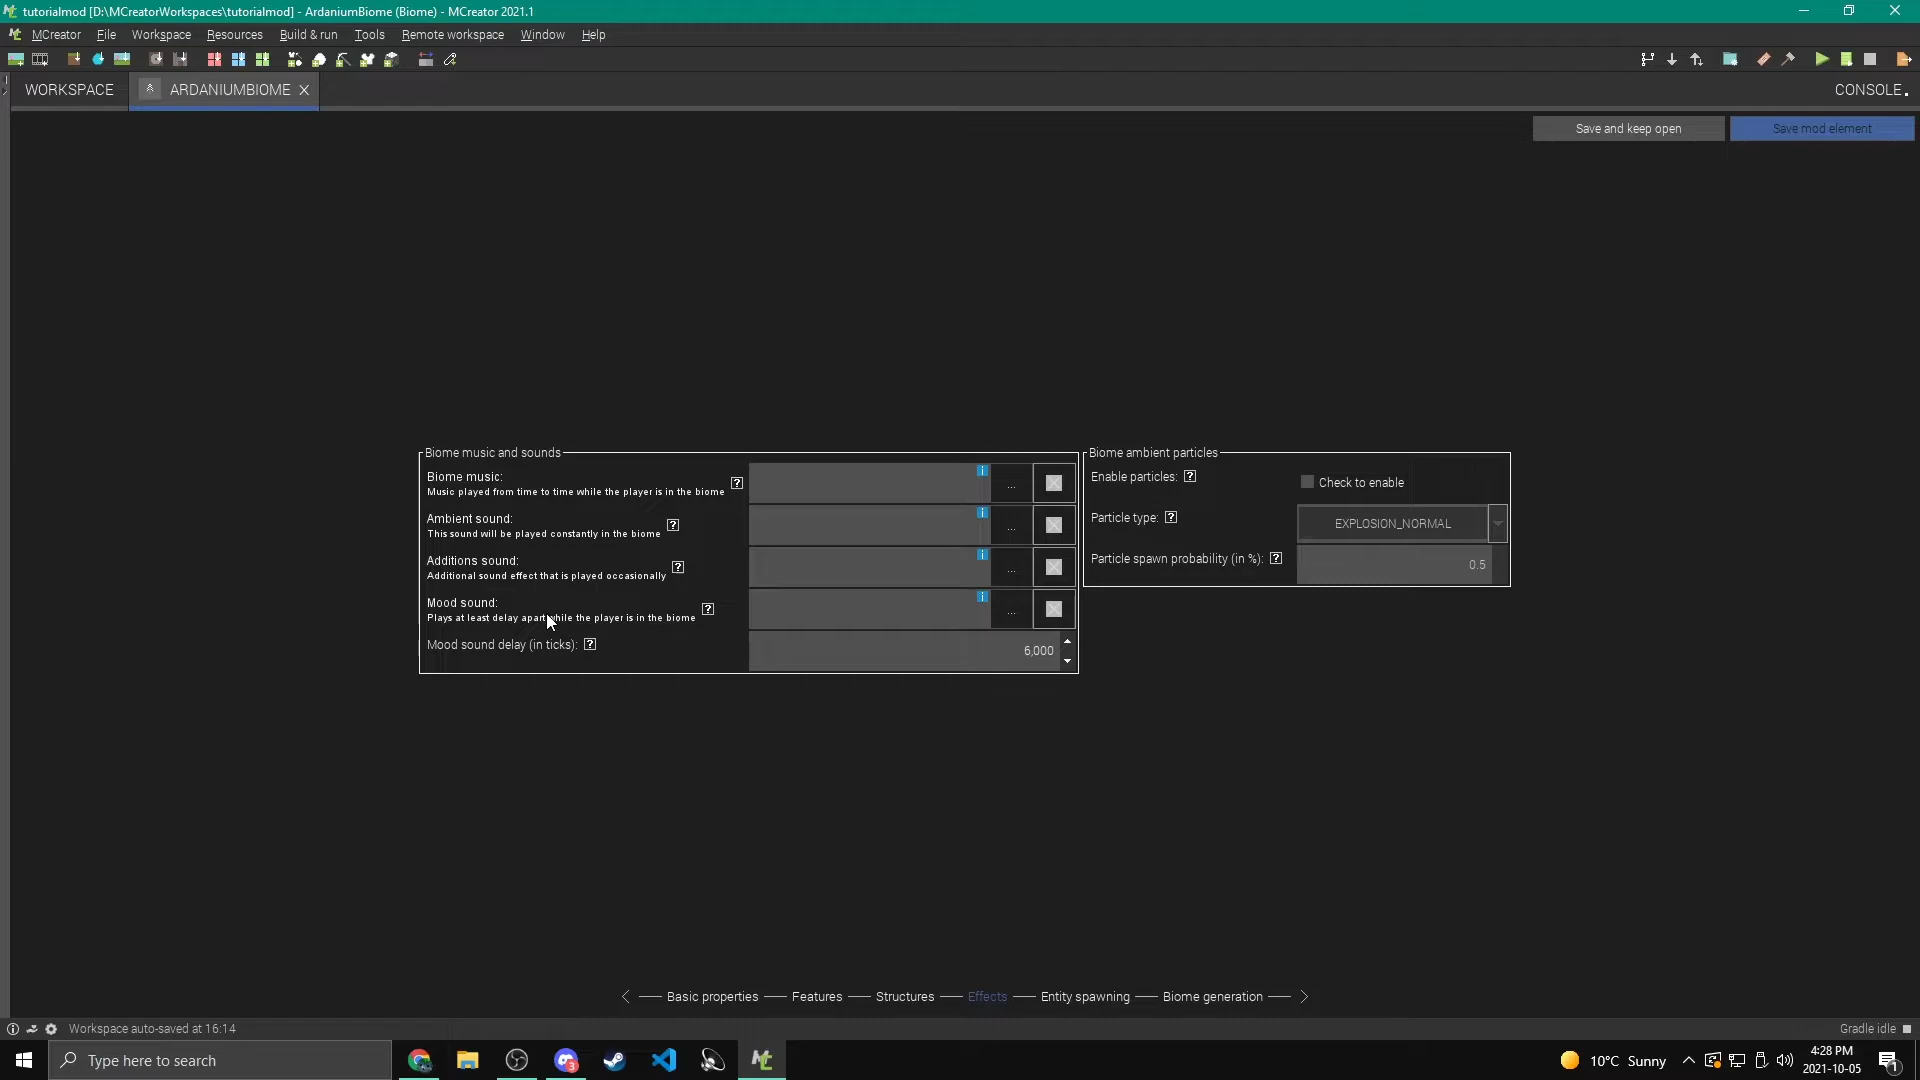 tutorialmod [D:\MCreatorWorkspaces\tutorialmod] - ArdaniumBiome (Biome) - MCreator 2021.1
MCreator File Workspace Resources Build & run Tools Remote workspace Window Help
WORKSPACE ARDANIUMBIOME CONSOLE
Save and keep open Save mod element
Biome music and sounds
Biome music:
Music played from time to time while the player is in the biome
Ambient sound:
This sound will be played constantly in the biome
Additions sound:
Additional sound effect that is played occasionally
Mood sound:
Plays at least delay apart while the player is in the biome
Mood sound delay (in ticks): 6,000
Biome ambient particles
Enable particles: Check to enable
Particle type: EXPLOSION_NORMAL
Particle spawn probability (in %): 0.5
Basic properties Features Structures Effects Entity spawning Biome generation
Workspace auto-saved at 16:14 Gradle idle
Type here to search
3
10°C Sunny
4:28 PM
2021-10-05
1